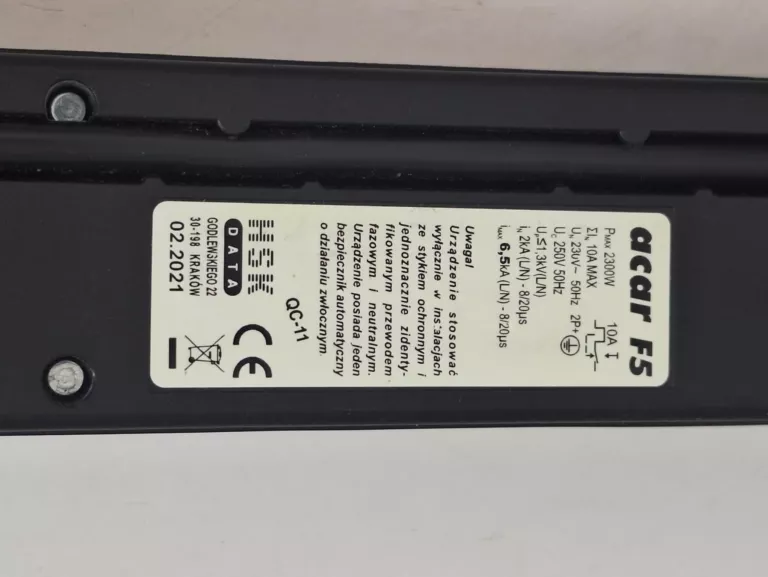 acar F5
PMAX 2300W
ΣIL 10A MAX
10A
UN 230V~ 50Hz 2P+
UC 250V 50Hz
UP≤1,3kV(L/N)
IN 2kA (L/N) - 8/20µs
IMAX 6,5kA (L/N) - 8/20µs
Uwaga!
Urządzenie stosować
wyłącznie w instalacjach
ze stykiem ochronnym i
jednoznacznie zidenty-
fikowanym przewodem
fazowym i neutralnym.
Urządzenie posiada jeden
bezpiecznik automatyczny
o działaniu zwłocznym.
QC-11
CE
HSK
DATA
GODLEWSKIEGO 22
30-198 KRAKÓW
02.2021